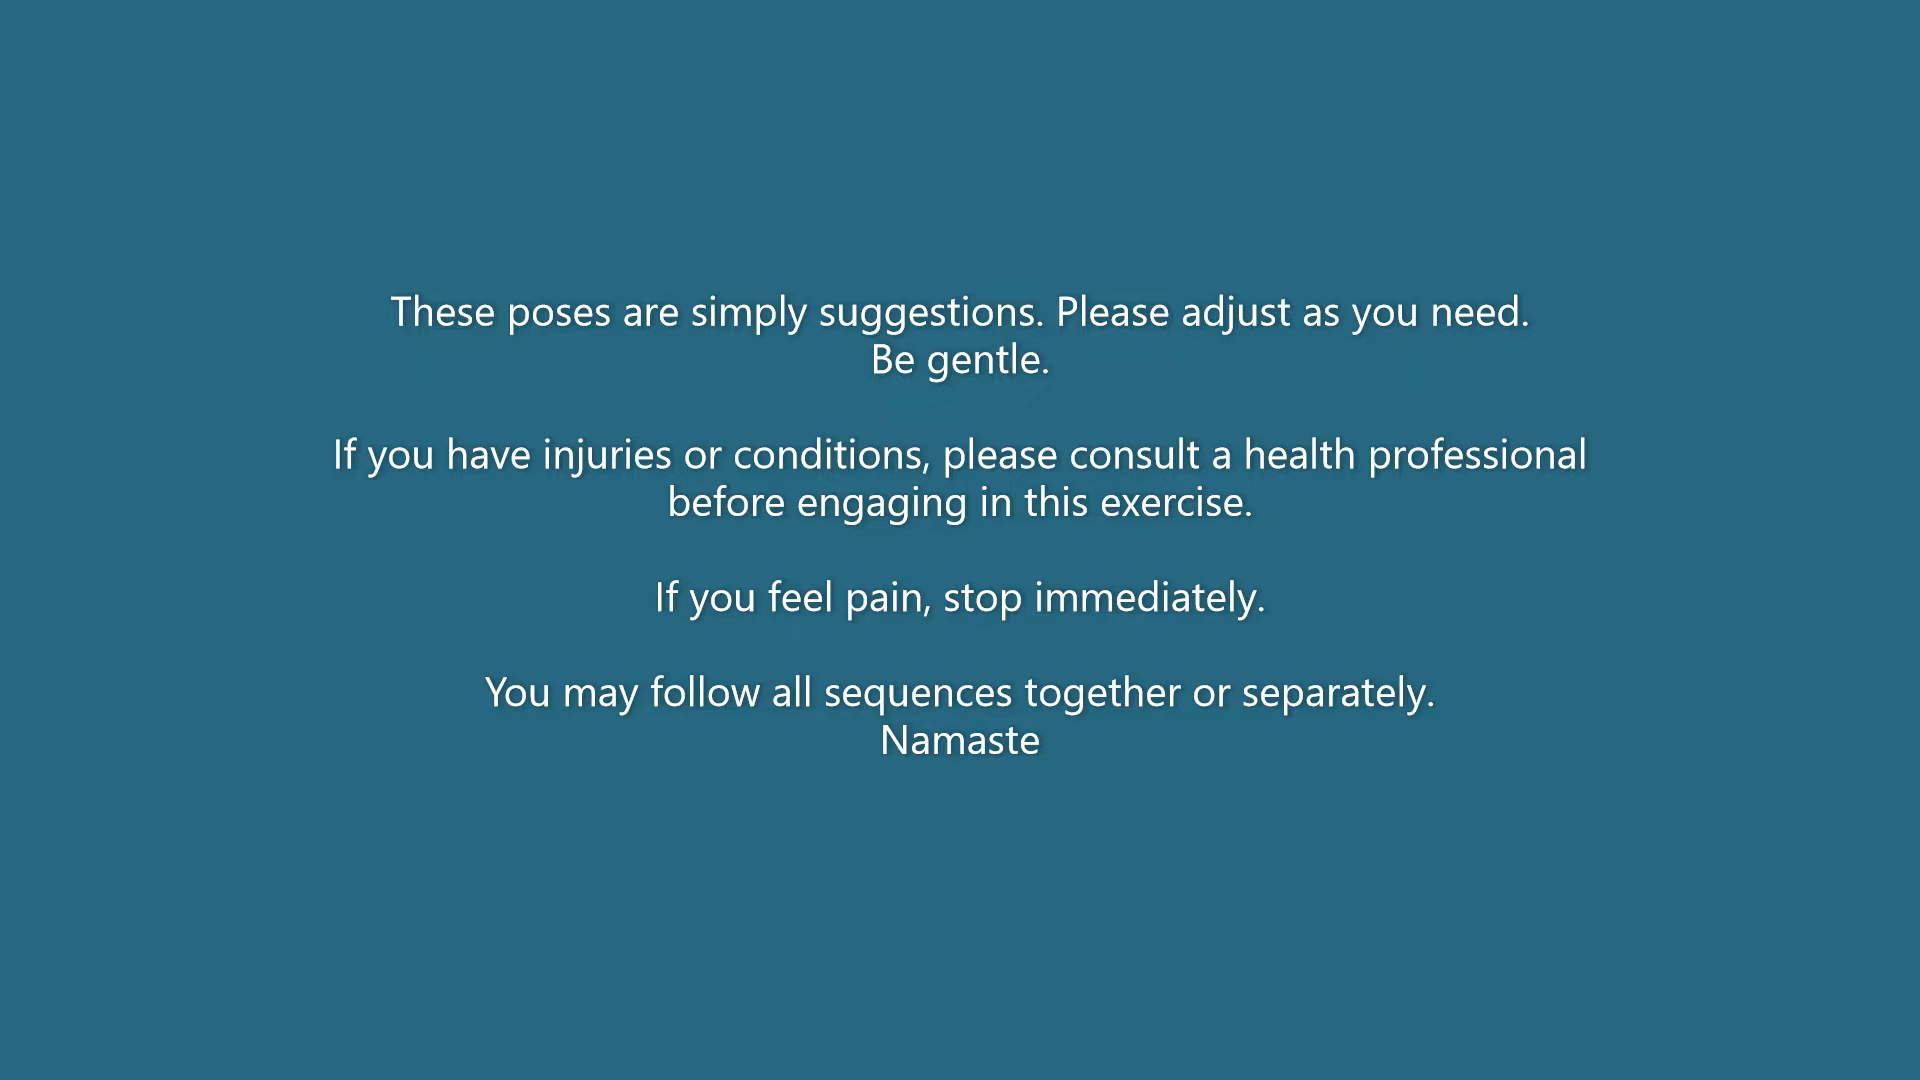 These poses are simply suggestions. Please adjust as you need.
Be gentle.
If you have injuries or conditions, please consult a health professional
before engaging in this exercise.
If you feel pain, stop immediately.
You may follow all sequences together or separately.
Namaste